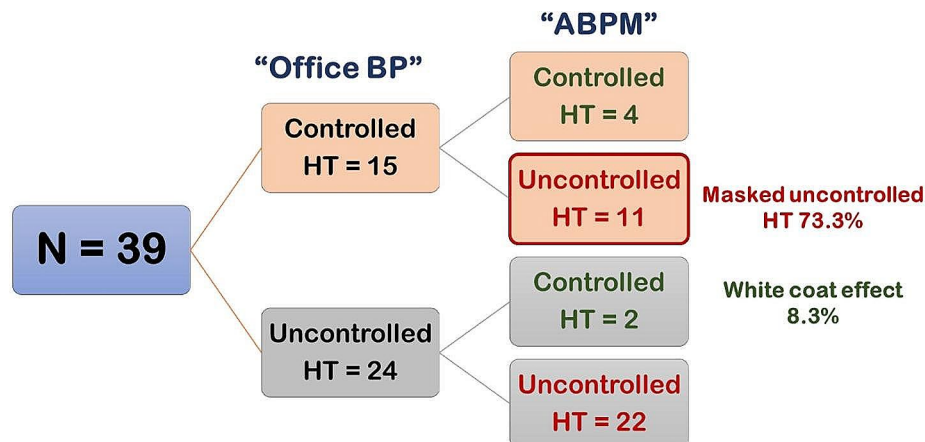 “ABPM”
“Office BP”
Controlled
HT = 4
Controlled
HT = 15
Uncontrolled
HT = 11
Masked uncontrolled
HT 73.3%
N = 39
Controlled
HT = 2
White coat effect
8.3%
Uncontrolled
HT = 24
Uncontrolled
HT = 22